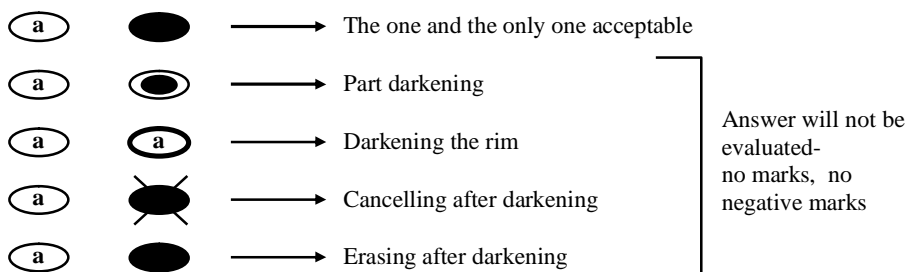 a The one and the only one acceptable
a Part darkening
a a Darkening the rim
a Cancelling after darkening
a Erasing after darkening
Answer will not be
evaluated-
no marks, no
negative marks